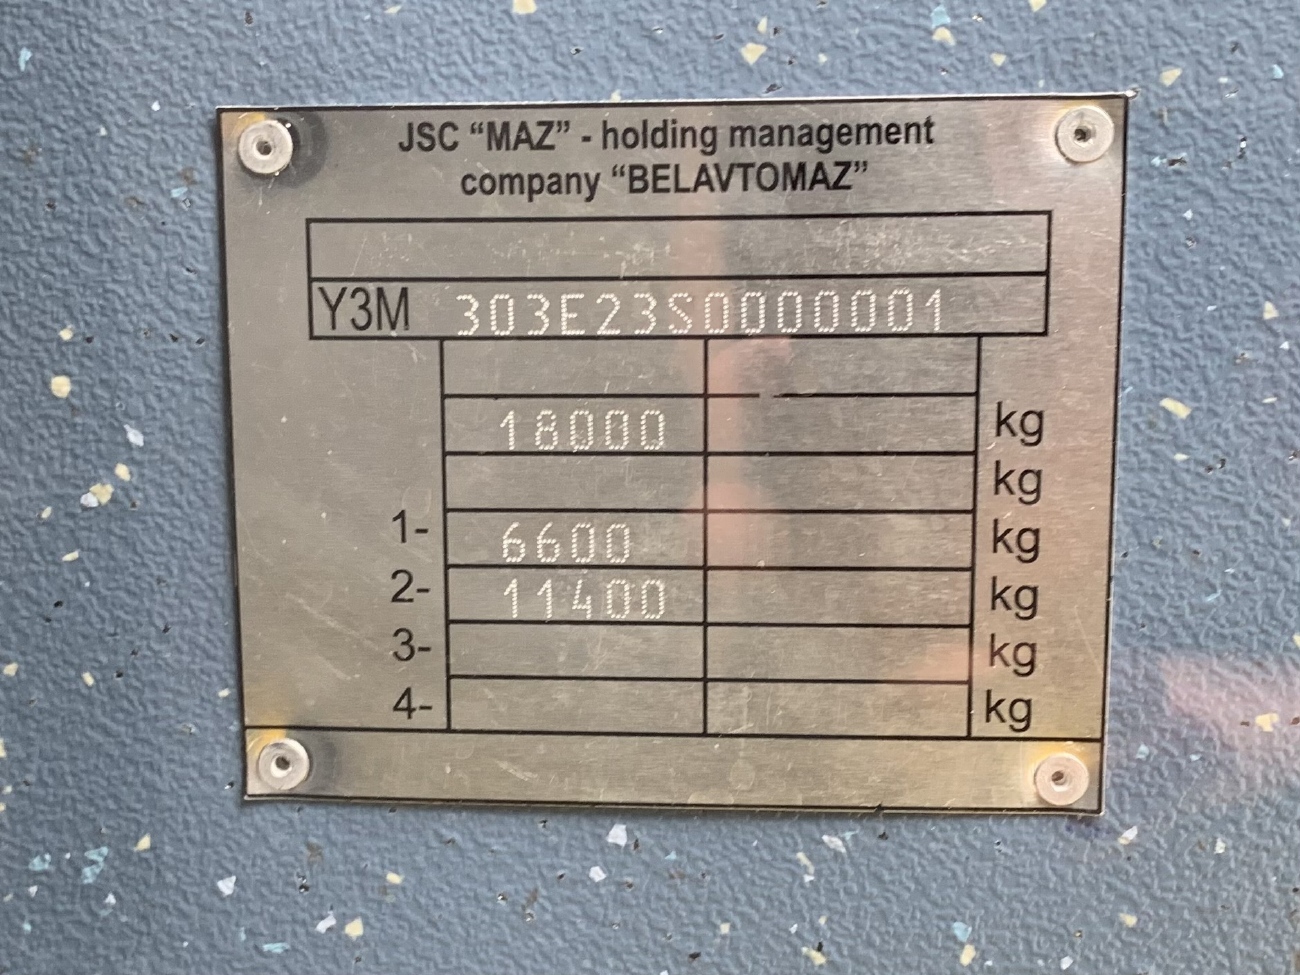 JSC “MAZ” - holding management
company “BELAVTOMAZ”
Y3M 303E23S0000001
18000 kg
kg
1- 6600 kg
2- 11400 kg
3- kg
4- kg